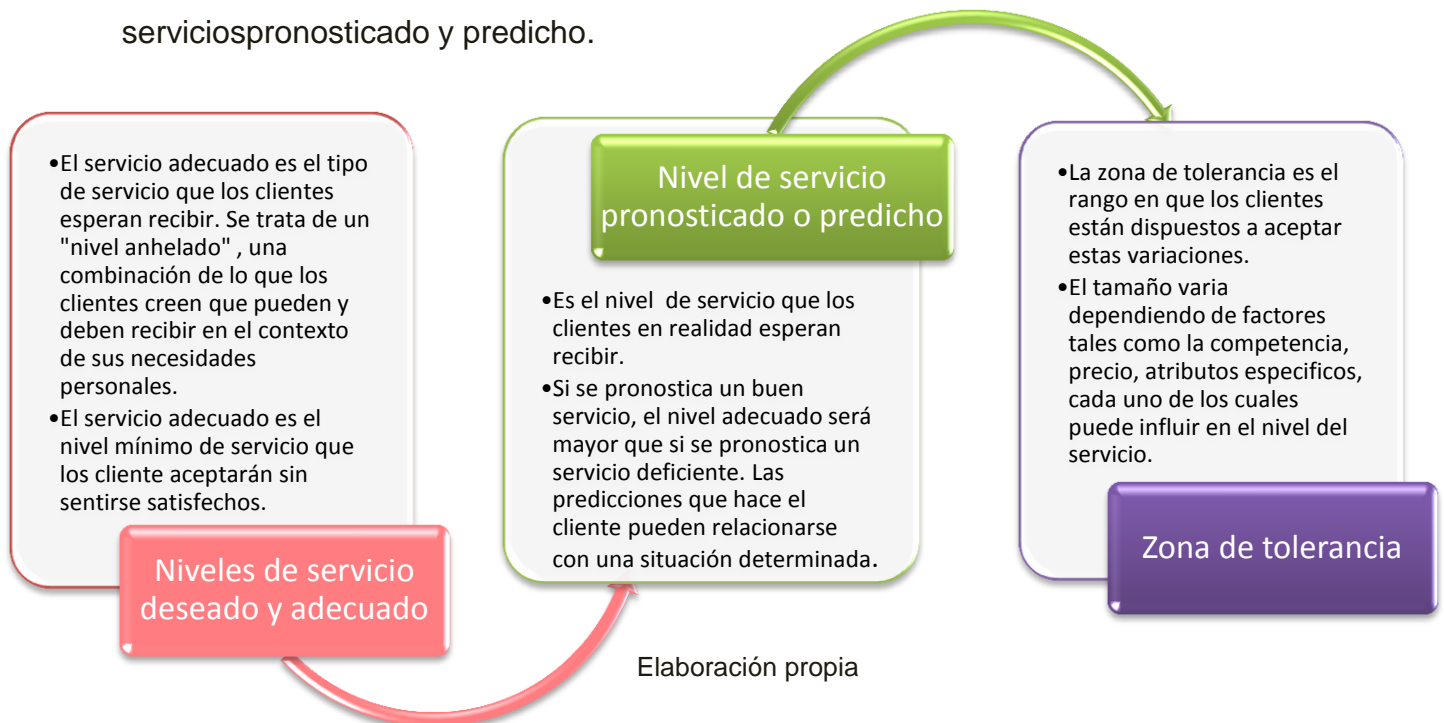 serviciospronosticado y predicho.
•El servicio adecuado es el tipo
de servicio que los clientes
esperan recibir. Se trata de un
"nivel anhelado" , una
combinación de lo que los
clientes creen que pueden y
deben recibir en el contexto
de sus necesidades
personales.
•El servicio adecuado es el
nivel mínimo de servicio que
los cliente aceptarán sin
sentirse satisfechos.
Niveles de servicio
deseado y adecuado
Nivel de servicio
pronosticado o predicho
•Es el nivel de servicio que los
clientes en realidad esperan
recibir.
•Si se pronostica un buen
servicio, el nivel adecuado será
mayor que si se pronostica un
servicio deficiente. Las
predicciones que hace el
cliente pueden relacionarse
con una situación determinada.
•La zona de tolerancia es el
rango en que los clientes
están dispuestos a aceptar
estas variaciones.
•El tamaño varia
dependiendo de factores
tales como la competencia,
precio, atributos especificos,
cada uno de los cuales
puede influir en el nivel del
servicio.
Zona de tolerancia
Elaboración propia